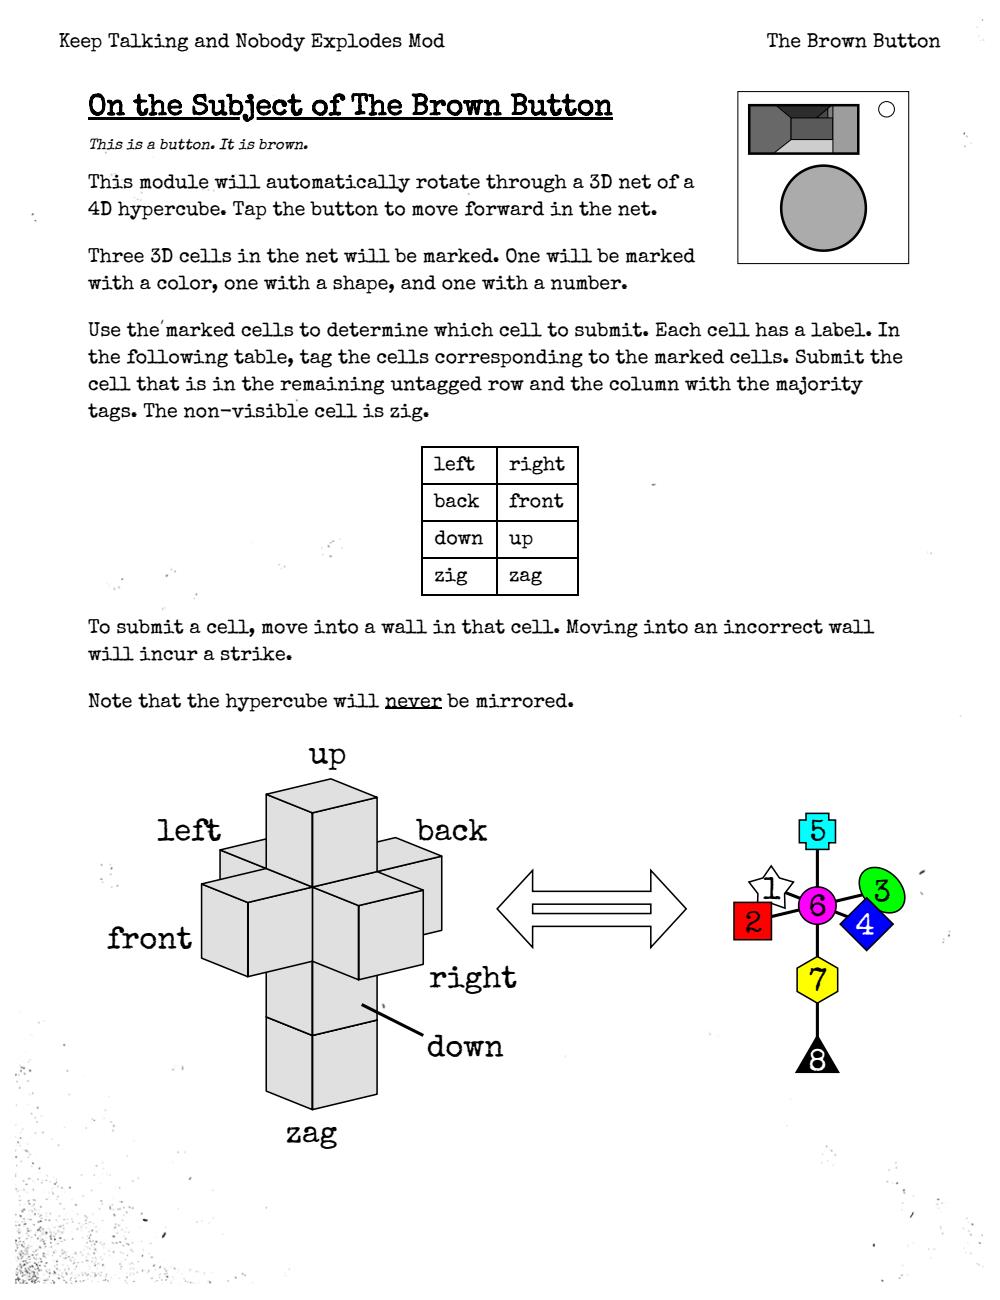 Keep Talking and Nobody Explodes Mod
The Brown Button
On the Subject of The Brown Button
This is a button. It is brown.
This module will automatically rotate through a 3D net of a
4D hypercube. Tap the button to move forward in the net.
Three 3D cells in the net will be marked. One will be marked
with a color, one with a shape, and one with a number.
Use the marked cells to determine which cell to submit. Each cell has a label. In
the following table, tag the cells corresponding to the marked cells. Submit the
cell that is in the remaining untagged row and the column with the majority
tags. The non-visible cell is zig.
left right
back front
down up
zig zag
To submit a cell, move into a wall in that cell. Moving into an incorrect wall
will incur a strike.
Note that the hypercube will never be mirrored.
up
left
back
front
right
down
zag
5
1
3
6
2
4
7
8